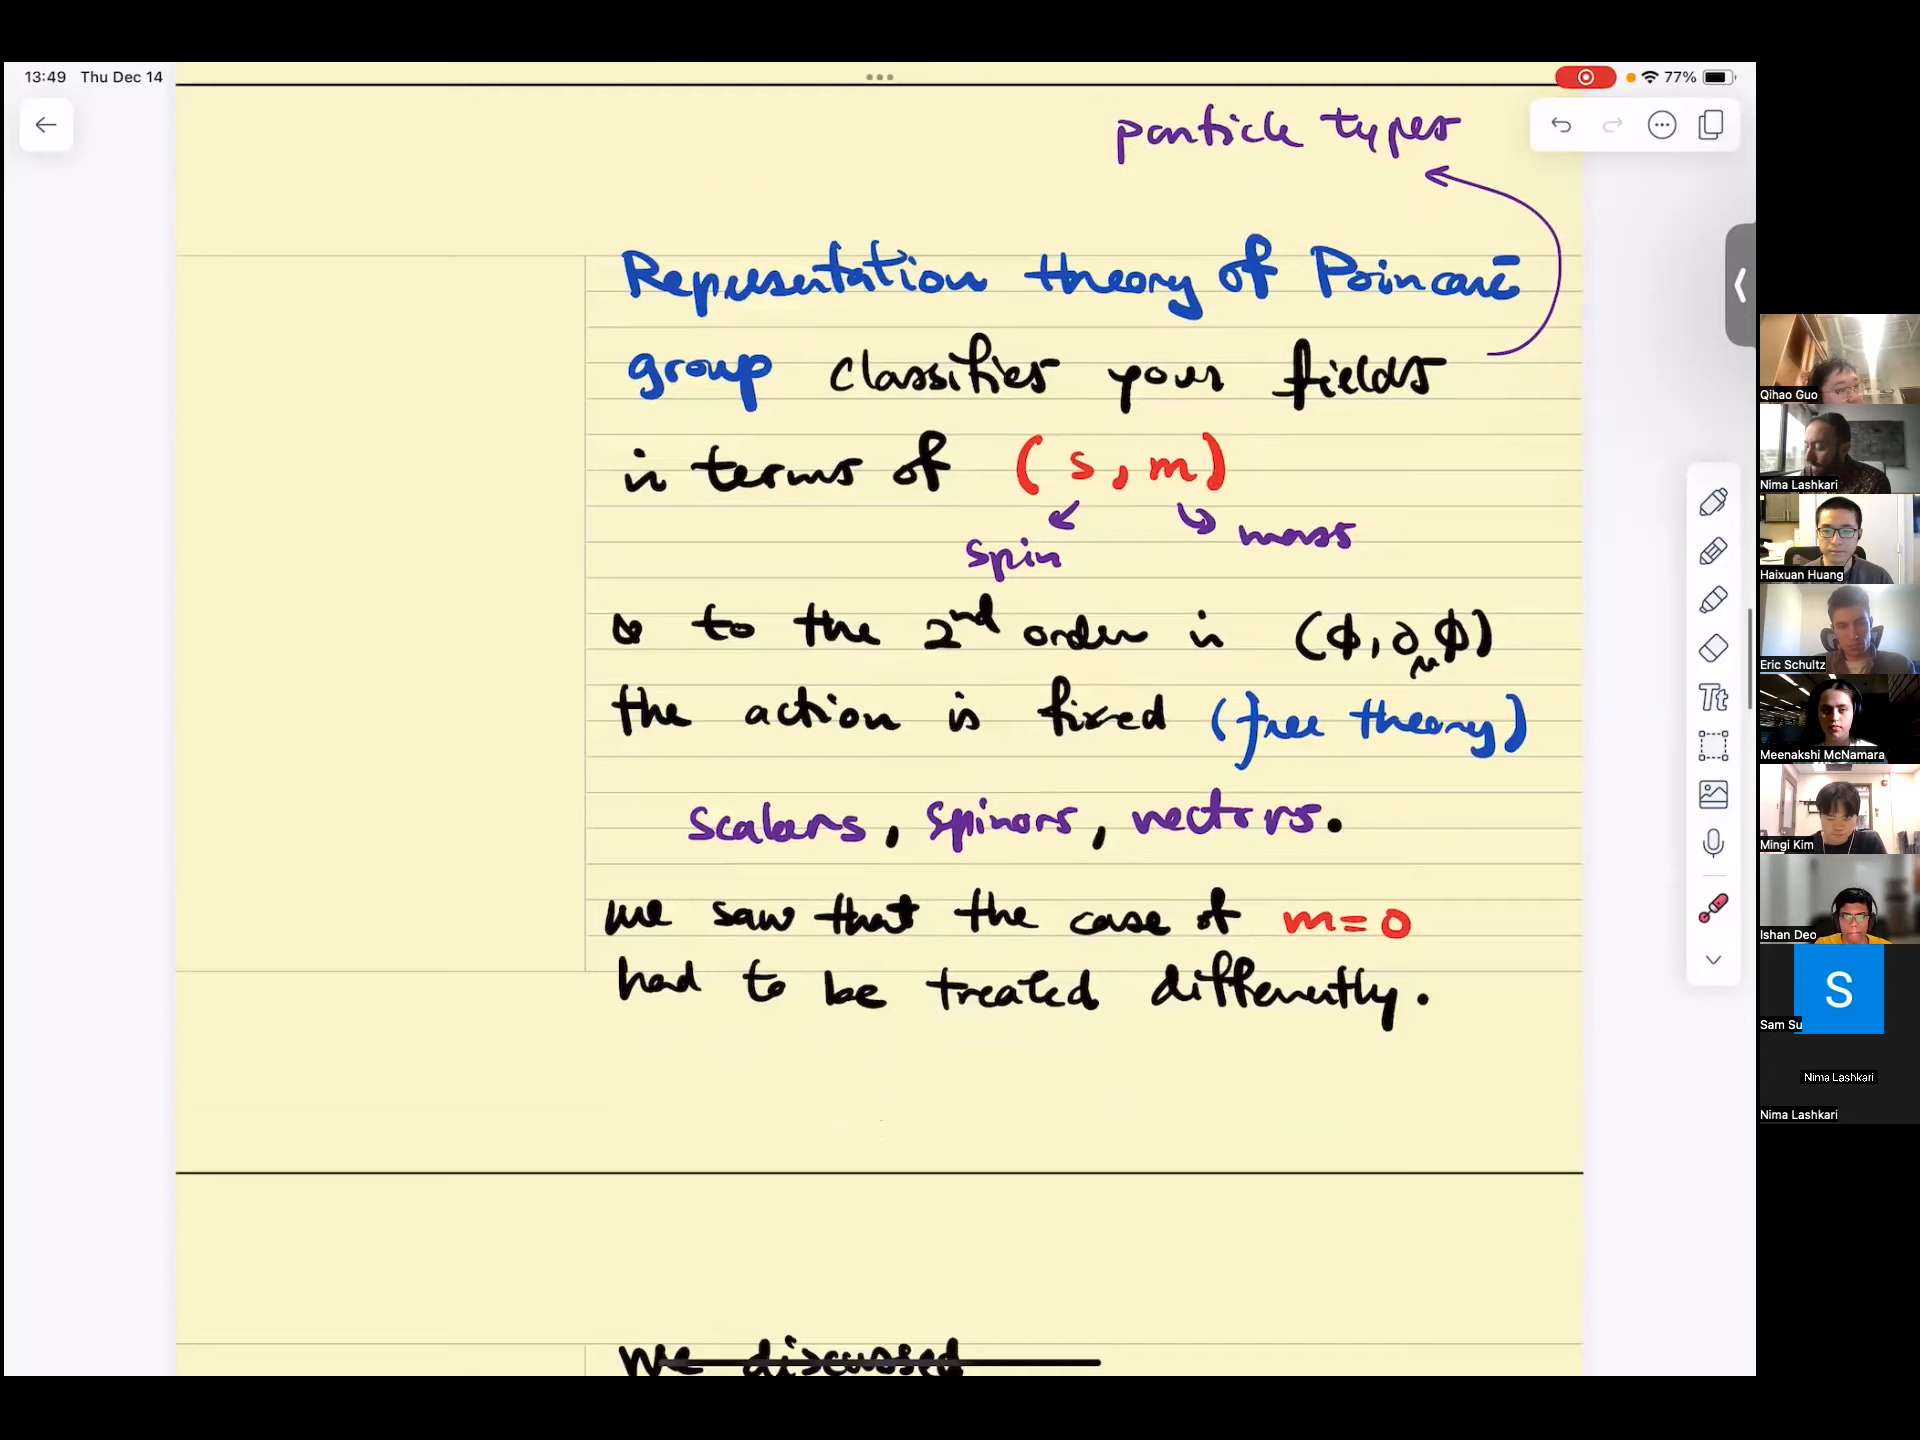 13:49 Thu Dec 14
77%
particle types
Representation theory of Poincaré
group classifies your fields
in terms of (s, m)
spin mass
to the 2nd order in (ϕ, ∂μϕ)
the action is fixed (free theory)
scalars, spinors, vectors.
we saw that the case of m=0
had to be treated differently.
we discussed
Tt
Qihao Guo
Nima Lashkari
Haixuan Huang
Eric Schultz
Meenakshi McNamara
Mingi Kim
Ishan Deo
S
Sam Su
Nima Lashkari
Nima Lashkari